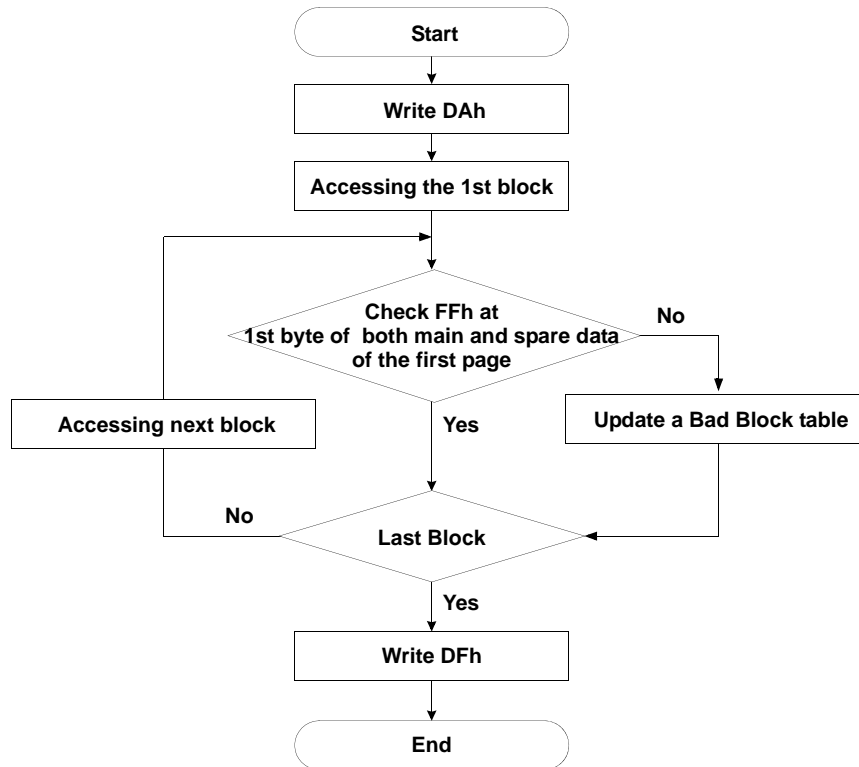 Start
Write DAh
Accessing the 1st block
Check FFh at
1st byte of both main and spare data
of the first page
No
Accessing next block
Yes
Update a Bad Block table
No
Last Block
Yes
Write DFh
End